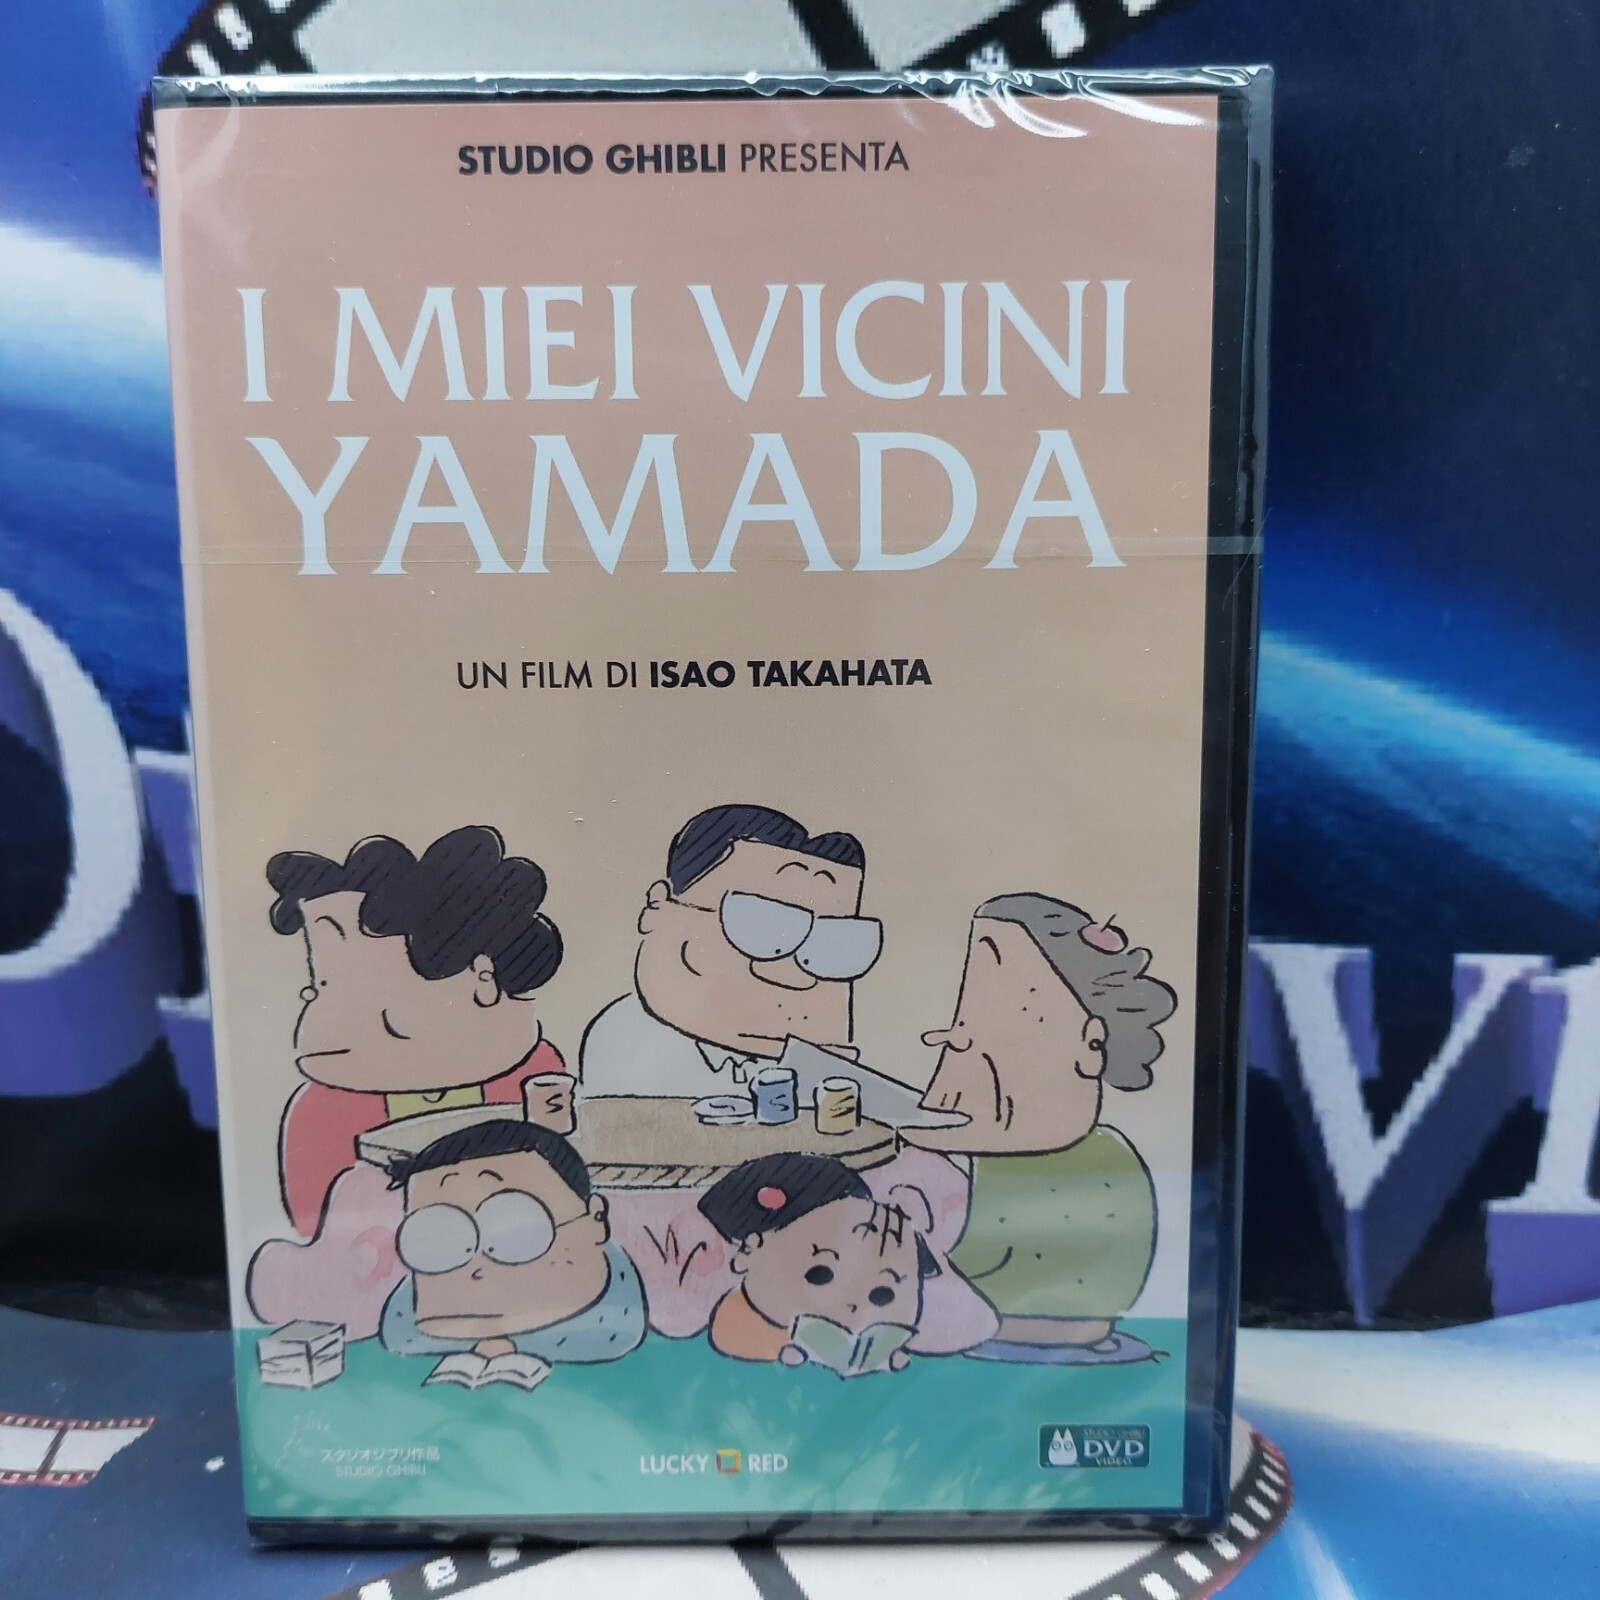 STUDIO GHIBLI PRESENTA
I MIEI VICINI
YAMADA
UN FILM DI ISAO TAKAHATA
スタジオジブリ作品
STUDIO GHIBLI
LUCKY RED
STUDIO GHIBLI
DVD
VIDEO